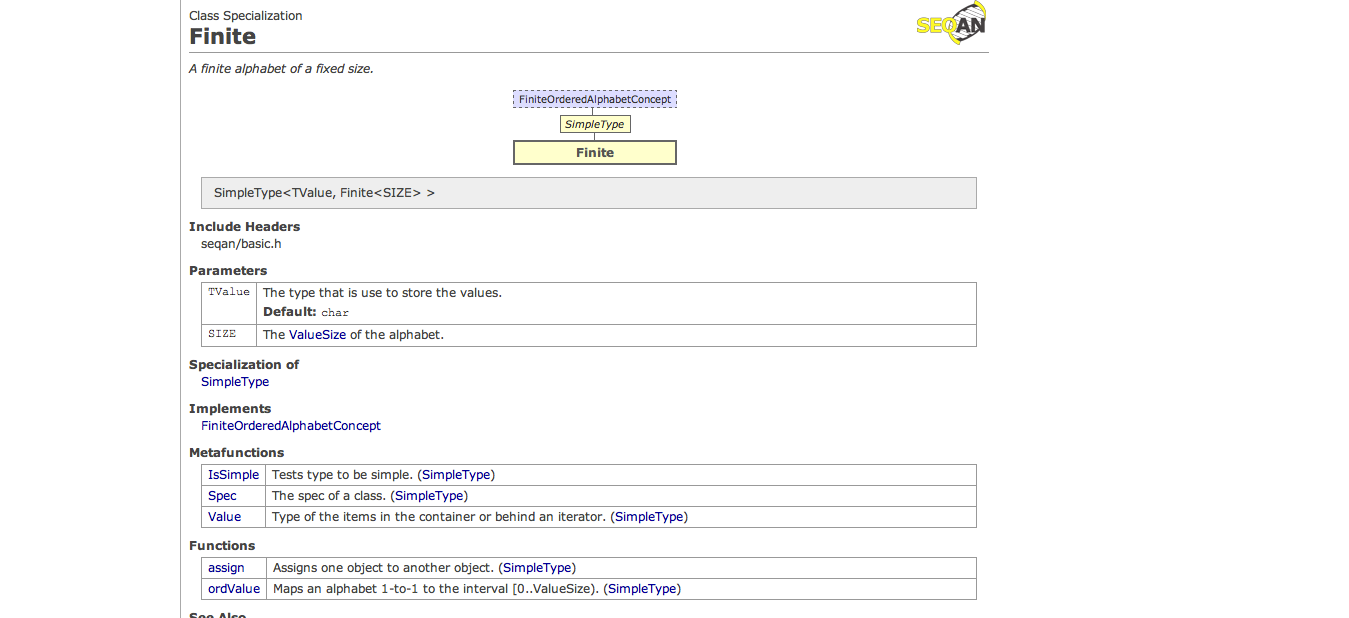 Class Specialization
Finite
SEQAN
A finite alphabet of a fixed size.
FiniteOrderedAlphabetConcept
SimpleType
Finite
SimpleType<TValue, Finite<SIZE> >
Include Headers
seqan/basic.h
Parameters
TValue The type that is use to store the values.
Default: char
SIZE The ValueSize of the alphabet.
Specialization of
SimpleType
Implements
FiniteOrderedAlphabetConcept
Metafunctions
IsSimple Tests type to be simple. (SimpleType)
Spec The spec of a class. (SimpleType)
Value Type of the items in the container or behind an iterator. (SimpleType)
Functions
assign Assigns one object to another object. (SimpleType)
ordValue Maps an alphabet 1-to-1 to the interval [0..ValueSize). (SimpleType)
See Also